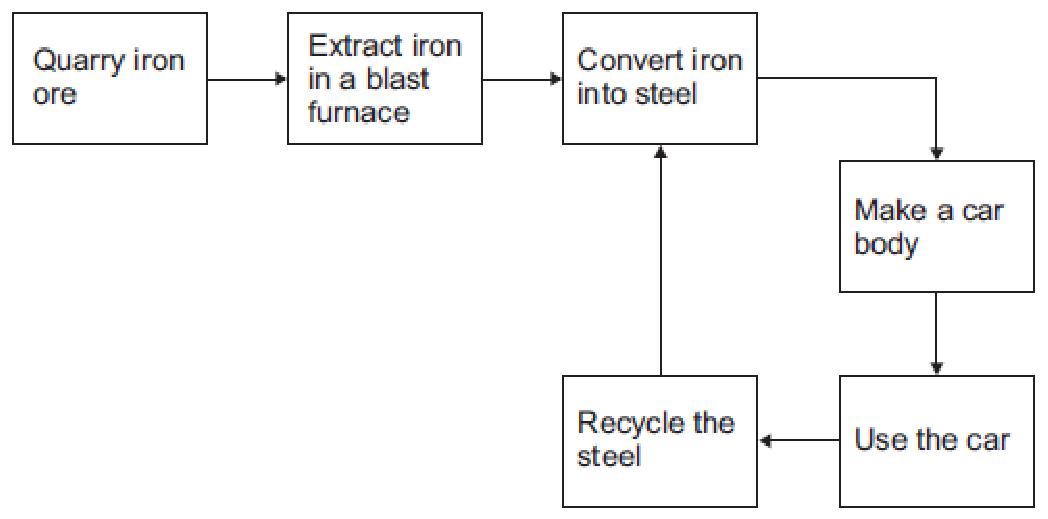 Quarry iron
ore
Extract iron
in a blast
furnace
Convert iron
into steel
Make a car
body
Use the car
Recycle the
steel